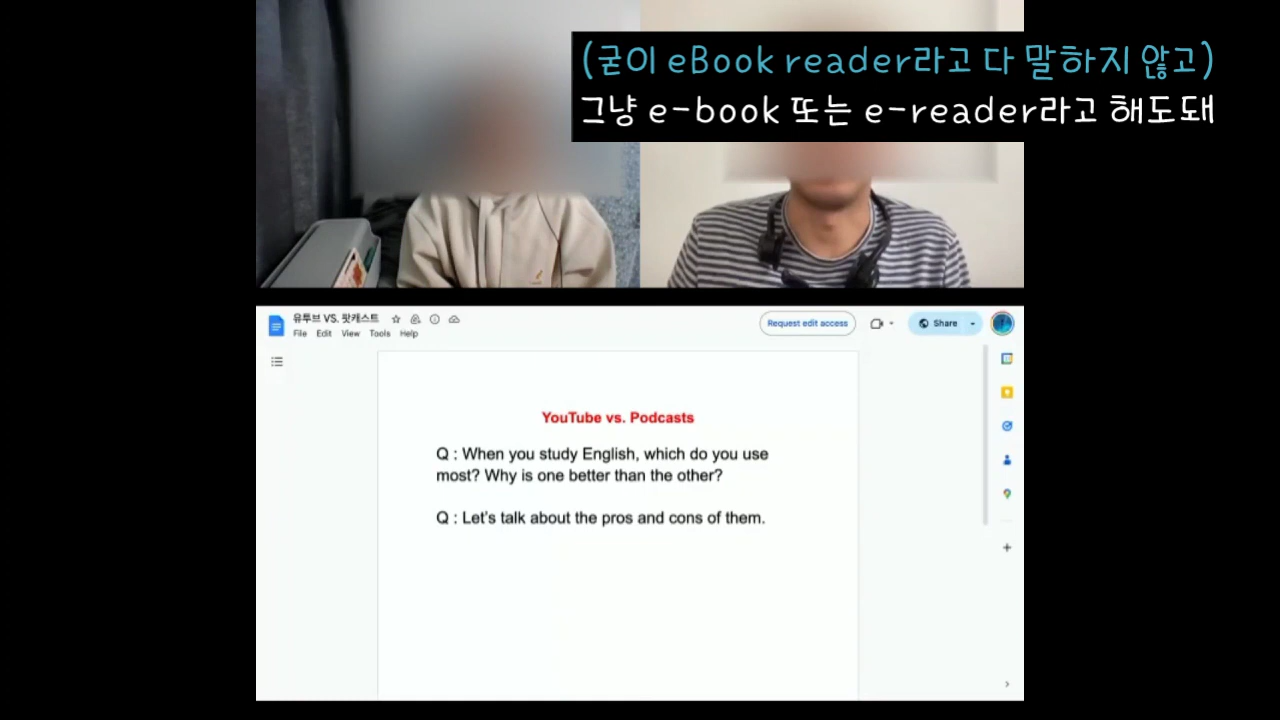 (굳이 eBook reader라고 다 말하지 않고)
그냥 e-book 또는 e-reader라고 해도돼
유투브 VS. 팟캐스트
File Edit View Tools Help
Request edit access
Share
YouTube vs. Podcasts
Q : When you study English, which do you use
most? Why is one better than the other?
Q : Let's talk about the pros and cons of them.